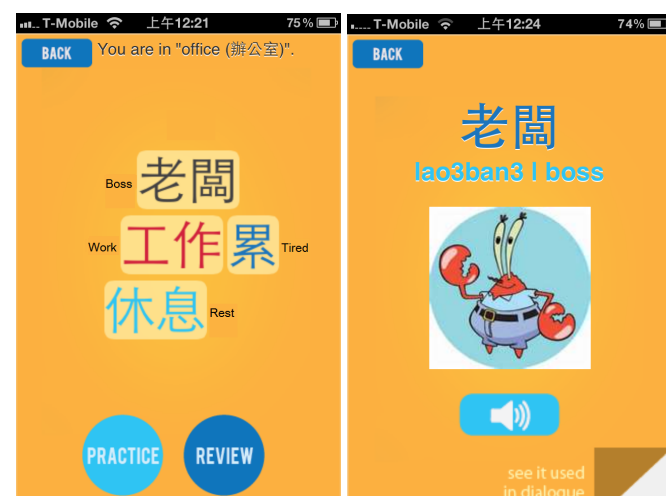 T-Mobile 上午12:21 75%
BACK You are in "office (辦公室)".
Boss 老闆
Work 工作 累 Tired
休息 Rest
PRACTICE REVIEW
T-Mobile 上午12:24 74%
BACK
老闆
lao3ban3 | boss
see it used
in dialogue